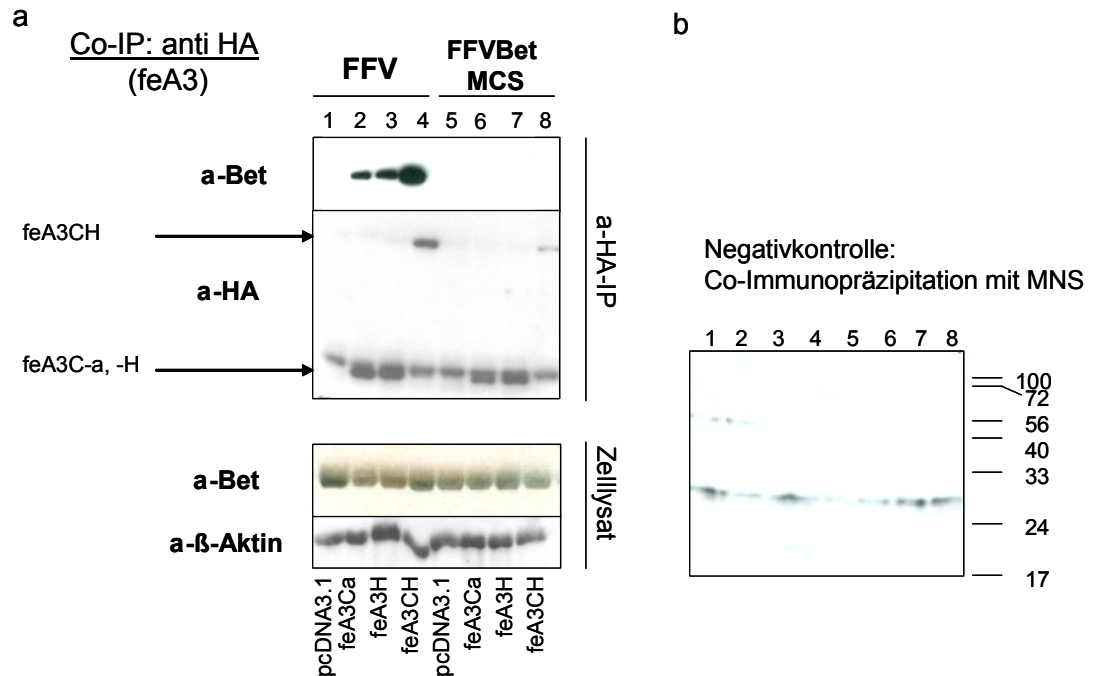 a
Co-IP: anti HA
(feA3)
FFV
FFVBet
MCS
1 2 3 4 5 6 7 8
a-Bet
feA3CH
a-HA
feA3C-a, -H
a-HA-IP
a-Bet
a-ß-Aktin
Zelllysat
pcDNA3.1
feA3Ca
feA3H
feA3CH
pcDNA3.1
feA3Ca
feA3H
feA3CH
b
Negativkontrolle:
Co-Immunopräzipitation mit MNS
1 2 3 4 5 6 7 8
100
72
56
40
33
24
17